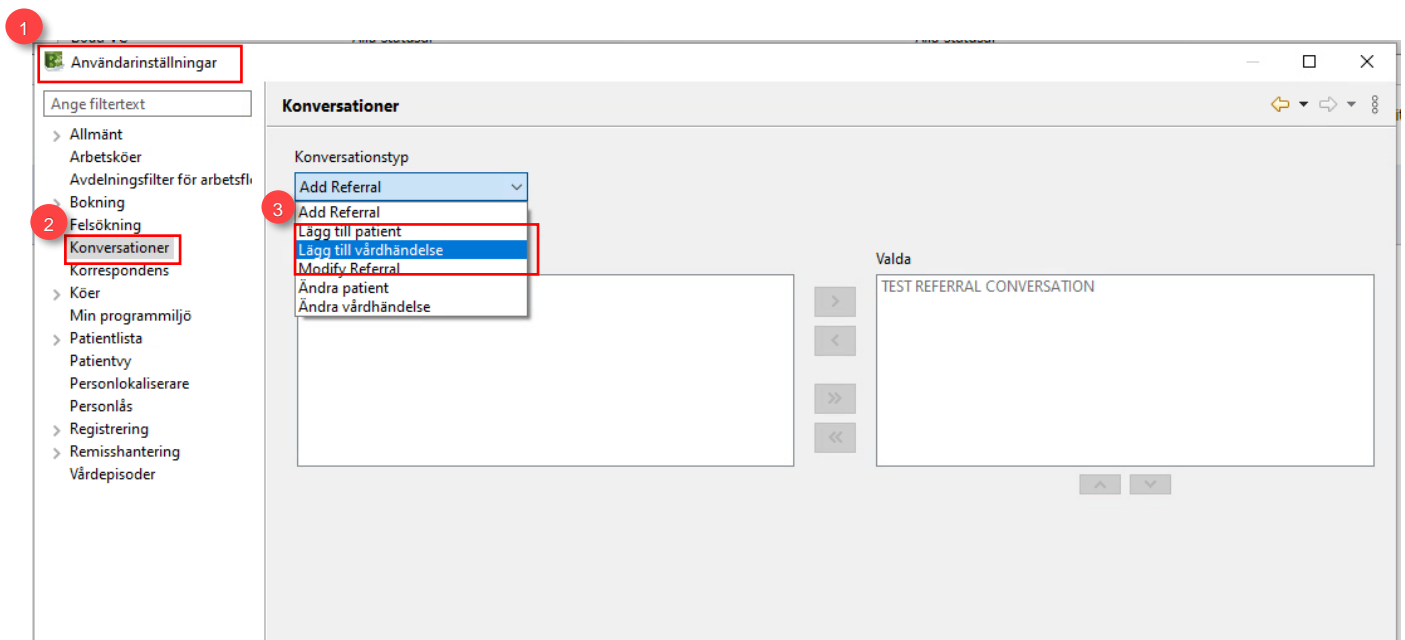 1
Användarinställningar
Ange filtertext
Konversationer
Allmänt
Arbetsköer
Avdelningsfilter för arbetsfl
Bokning
2
Felsökning
Konversationer
Korrespondens
Köer
Min programmiljö
Patientlista
Patientvy
Personlokaliserare
Personlås
Registrering
Remisshantering
Vårdepisoder
Konversationstyp
Add Referral
3
Add Referral
Lägg till patient
Lägg till vårdhändelse
Modify Referral
Ändra patient
Ändra vårdhändelse
Valda
TEST REFERRAL CONVERSATION